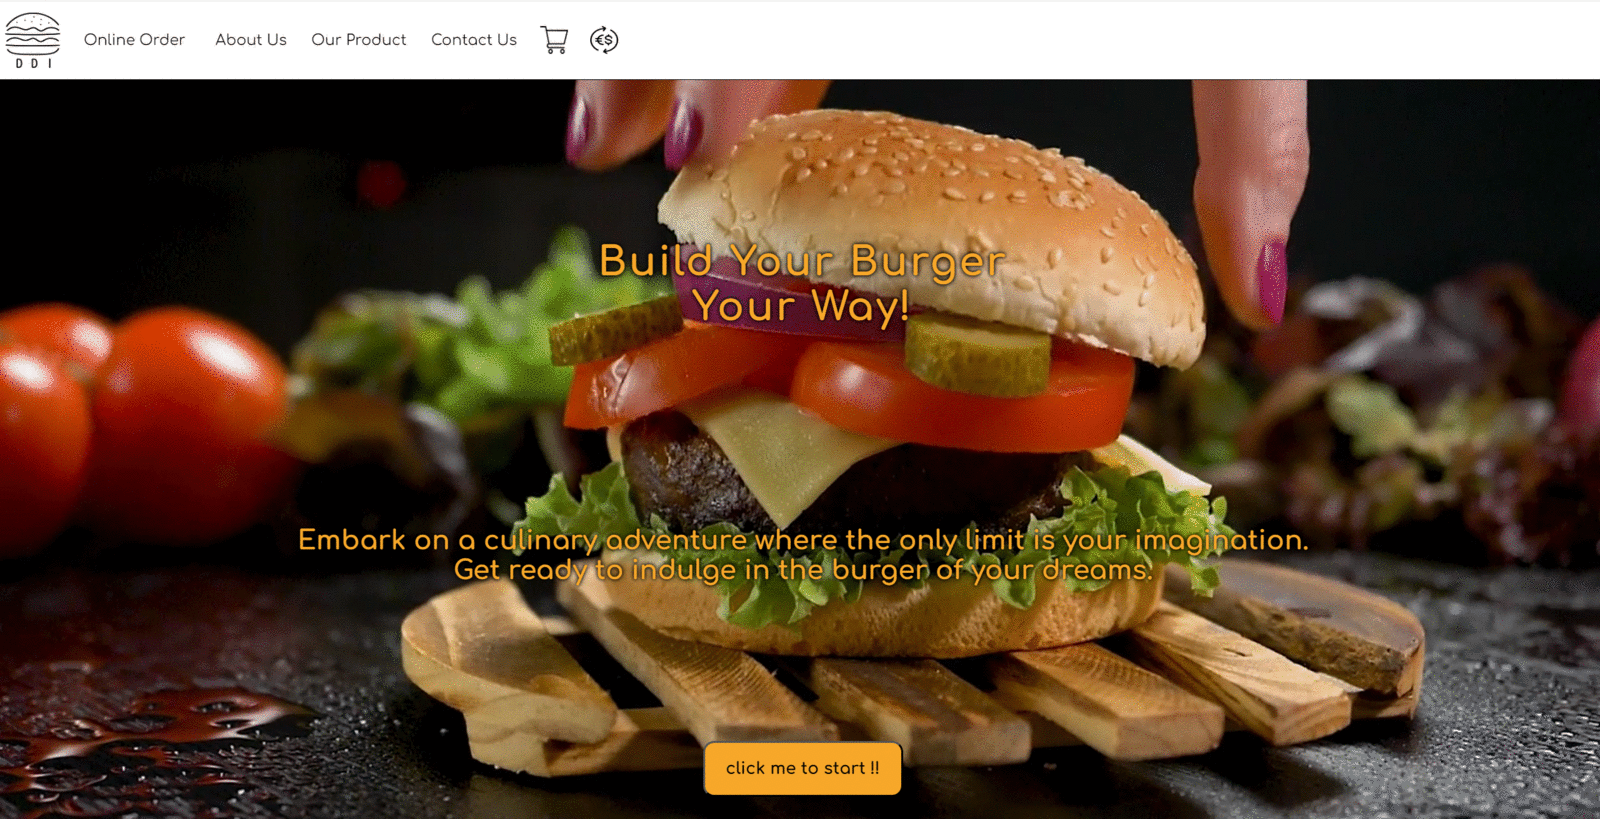 DDI
Online Order
About Us
Our Product
Contact Us
€$
Build Your Burger
Your Way!
Embark on a culinary adventure where the only limit is your imagination.
Get ready to indulge in the burger of your dreams.
click me to start !!